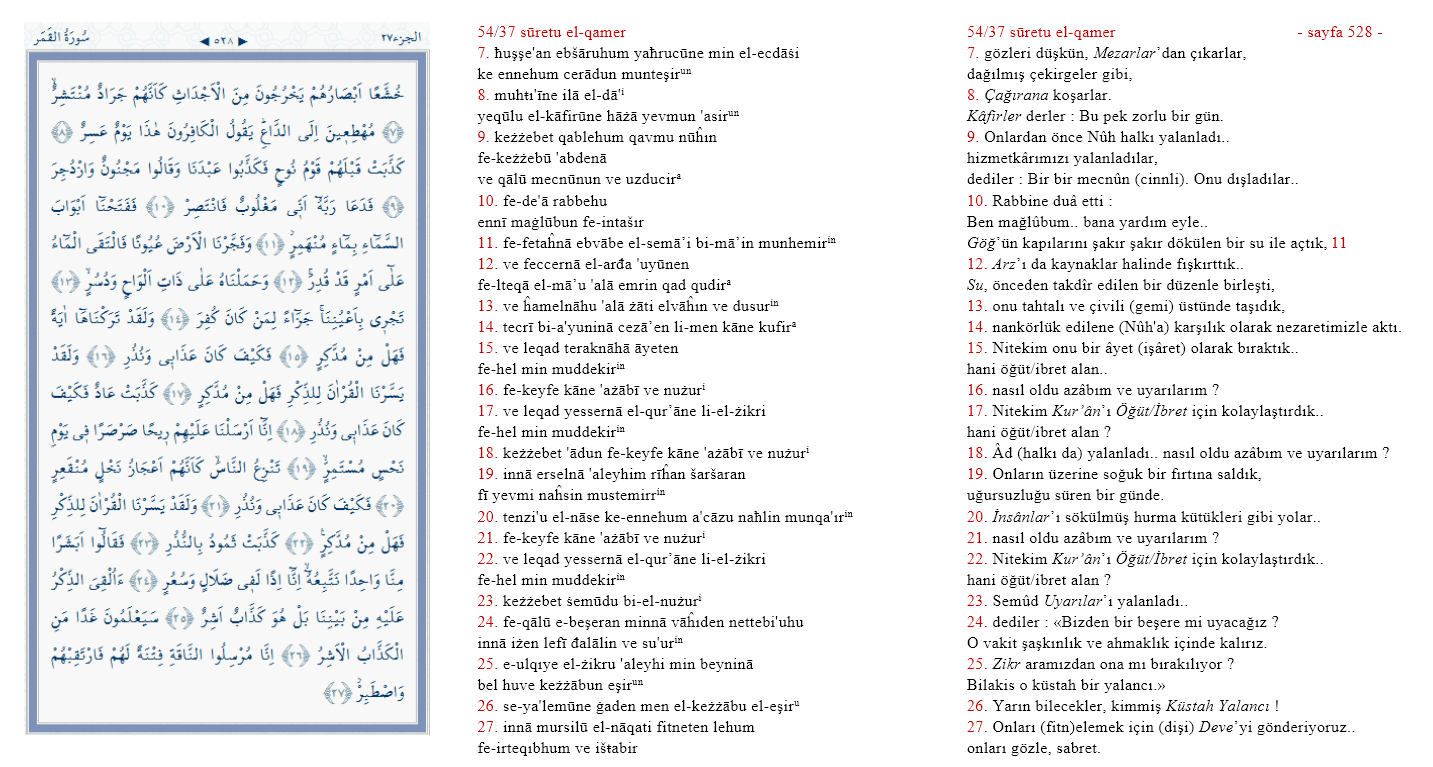 سُورَةُ الْقَمَر
◀ ٥٢٨ ▶
الجزء٢٧
خُشَّعًا اَبْصَارُهُمْ يَخْرُجُونَ مِنَ الْاَجْدَاثِ كَاَنَّهُمْ جَرَادٌ مُنْتَشِرٌۙ
﴿٧﴾ مُهْطِعٖينَ اِلَى الدَّاعِۜ يَقُولُ الْكَافِرُونَ هٰذَا يَوْمٌ عَسِرٌ ﴿٨﴾
كَذَّبَتْ قَبْلَهُمْ قَوْمُ نُوحٍ فَكَذَّبُوا عَبْدَنَا وَقَالُوا مَجْنُونٌ وَازْدُجِرَ
﴿٩﴾ فَدَعَا رَبَّهُٓ اَنّٖي مَغْلُوبٌ فَانْتَصِرْ ﴿١٠﴾ فَفَتَحْنَٓا اَبْوَابَ
السَّمَٓاءِ بِمَٓاءٍ مُنْهَمِرٍۘ ﴿١١﴾ وَفَجَّرْنَا الْاَرْضَ عُيُونًا فَالْتَقَى الْمَٓاءُ
عَلٰٓى اَمْرٍ قَدْ قُدِرَۚ ﴿١٢﴾ وَحَمَلْنَاهُ عَلٰى ذَاتِ اَلْوَاحٍ وَدُسُرٍۙ ﴿١٣﴾
تَجْرٖي بِاَعْيُنِنَاۚ جَزَٓاءً لِمَنْ كَانَ كُفِرَ ﴿١٤﴾ وَلَقَدْ تَرَكْنَاهَٓا اٰيَةً
فَهَلْ مِنْ مُدَّكِرٍ ﴿١٥﴾ فَكَيْفَ كَانَ عَذَابٖي وَنُذُرِ ﴿١٦﴾ وَلَقَدْ
يَسَّرْنَا الْقُرْاٰنَ لِلذِّكْرِ فَهَلْ مِنْ مُدَّكِرٍ ﴿١٧﴾ كَذَّبَتْ عَادٌ فَكَيْفَ
كَانَ عَذَابٖي وَنُذُرِ ﴿١٨﴾ اِنَّٓا اَرْسَلْنَا عَلَيْهِمْ رٖيحًا صَرْصَرًا فٖي يَوْمِ
نَحْسٍ مُسْتَمِرٍّۙ ﴿١٩﴾ تَنْزِعُ النَّاسَۙ كَاَنَّهُمْ اَعْجَازُ نَخْلٍ مُنْقَعِرٍ
﴿٢٠﴾ فَكَيْفَ كَانَ عَذَابٖي وَنُذُرِ ﴿٢١﴾ وَلَقَدْ يَسَّرْنَا الْقُرْاٰنَ لِلذِّكْرِ
فَهَلْ مِنْ مُدَّكِرٍ۟ ﴿٢٢﴾ كَذَّبَتْ ثَمُودُ بِالنُّذُرِ ﴿٢٣﴾ فَقَالُٓوا اَبَشَرًا
مِنَّا وَاحِدًا نَتَّبِعُهُٓۙ اِنَّٓا اِذًا لَفٖي ضَلَالٍ وَسُعُرٍ ﴿٢٤﴾ ءَاُلْقِيَ الذِّكْرُ
عَلَيْهِ مِنْ بَيْنِنَا بَلْ هُوَ كَذَّابٌ اَشِرٌ ﴿٢٥﴾ سَيَعْلَمُونَ غَدًا مَنِ
الْكَذَّابُ الْاَشِرُ ﴿٢٦﴾ اِنَّا مُرْسِلُوا النَّاقَةِ فِتْنَةً لَهُمْ فَارْتَقِبْهُمْ
وَاصْطَبِرْۘ ﴿٢٧﴾
54/37 sūretu el-qamer
7. ħuşşe'an ebšāruhum yaħrucūne min el-ecdāṡi
ke ennehum cerādun munteşirᵘⁿ
8. muhŧı'īne ilā el-dā'ⁱ
yeqūlu el-kāfirūne hāżā yevmun 'asirᵘⁿ
9. keżżebet qablehum qavmu nūĥın
fe-keżżebū 'abdenā
ve qālū mecnūnun ve uzducirᵃ
10. fe-de'ā rabbehu
ennī maġlūbun fe-intašır
11. fe-fetaĥnā ebvābe el-semā’i bi-mā’in munhemirⁱⁿ
12. ve feccernā el-arđa 'uyūnen
fe-lteqā el-mā’u 'alā emrin qad qudirᵃ
13. ve ĥamelnāhu 'alā żāti elvāĥın ve dusurⁱⁿ
14. tecrī bi-a'yuninā cezā’en li-men kāne kufirᵃ
15. ve leqad teraknāhā āyeten
fe-hel min muddekirⁱⁿ
16. fe-keyfe kāne 'ażābī ve nużurⁱ
17. ve leqad yessernā el-qur’āne li-el-żikri
fe-hel min muddekirⁱⁿ
18. keżżebet 'ādun fe-keyfe kāne 'ażābī ve nużurⁱ
19. innā erselnā 'aleyhim rīĥan šaršaran
fī yevmi naĥsin mustemirrⁱⁿ
20. tenzi'u el-nāse ke-ennehum a'cāzu naħlin munqa'ırⁱⁿ
21. fe-keyfe kāne 'ażābī ve nużurⁱ
22. ve leqad yessernā el-qur’āne li-el-żikri
fe-hel min muddekirⁱⁿ
23. keżżebet ṡemūdu bi-el-nużurⁱ
24. fe-qālū e-beşeran minnā vāĥıden nettebi'uhu
innā iżen lefī đalālin ve su'urⁱⁿ
25. e-ulqıye el-żikru 'aleyhi min beyninā
bel huve keżżābun eşirᵘⁿ
26. se-ya'lemūne ġaden men el-keżżābu el-eşirᵘ
27. innā mursilū el-nāqati fitneten lehum
fe-irteqıbhum ve išŧabir
54/37 sūretu el-qamer - sayfa 528 -
7. gözleri düşkün, Mezarlar’dan çıkarlar,
dağılmış çekirgeler gibi,
8. Çağırana koşarlar.
Kâfirler derler : Bu pek zorlu bir gün.
9. Onlardan önce Nûh halkı yalanladı..
hizmetkârımızı yalanladılar,
dediler : Bir bir mecnûn (cinnli). Onu dışladılar..
10. Rabbine duâ etti :
Ben mağlûbum.. bana yardım eyle..
Göğ’ün kapılarını şakır şakır dökülen bir su ile açtık, 11
12. Arz’ı da kaynaklar halinde fışkırttık..
Su, önceden takdîr edilen bir düzenle birleşti,
13. onu tahtalı ve çivili (gemi) üstünde taşıdık,
14. nankörlük edilene (Nûh'a) karşılık olarak nezaretimizle aktı.
15. Nitekim onu bir âyet (işâret) olarak bıraktık..
hani öğüt/ibret alan..
16. nasıl oldu azâbım ve uyarılarım ?
17. Nitekim Kur’ân’ı Öğüt/İbret için kolaylaştırdık..
hani öğüt/ibret alan ?
18. Âd (halkı da) yalanladı.. nasıl oldu azâbım ve uyarılarım ?
19. Onların üzerine soğuk bir fırtına saldık,
uğursuzluğu süren bir günde.
20. İnsânlar’ı sökülmüş hurma kütükleri gibi yolar..
21. nasıl oldu azâbım ve uyarılarım ?
22. Nitekim Kur’ân’ı Öğüt/İbret için kolaylaştırdık..
hani öğüt/ibret alan ?
23. Semûd Uyarılar’ı yalanladı..
24. dediler : «Bizden bir beşere mi uyacağız ?
O vakit şaşkınlık ve ahmaklık içinde kalırız.
25. Zikr aramızdan ona mı bırakılıyor ?
Bilakis o küstah bir yalancı.»
26. Yarın bilecekler, kimmiş Küstah Yalancı !
27. Onları (fitn)elemek için (dişi) Deve’yi gönderiyoruz..
onları gözle, sabret.